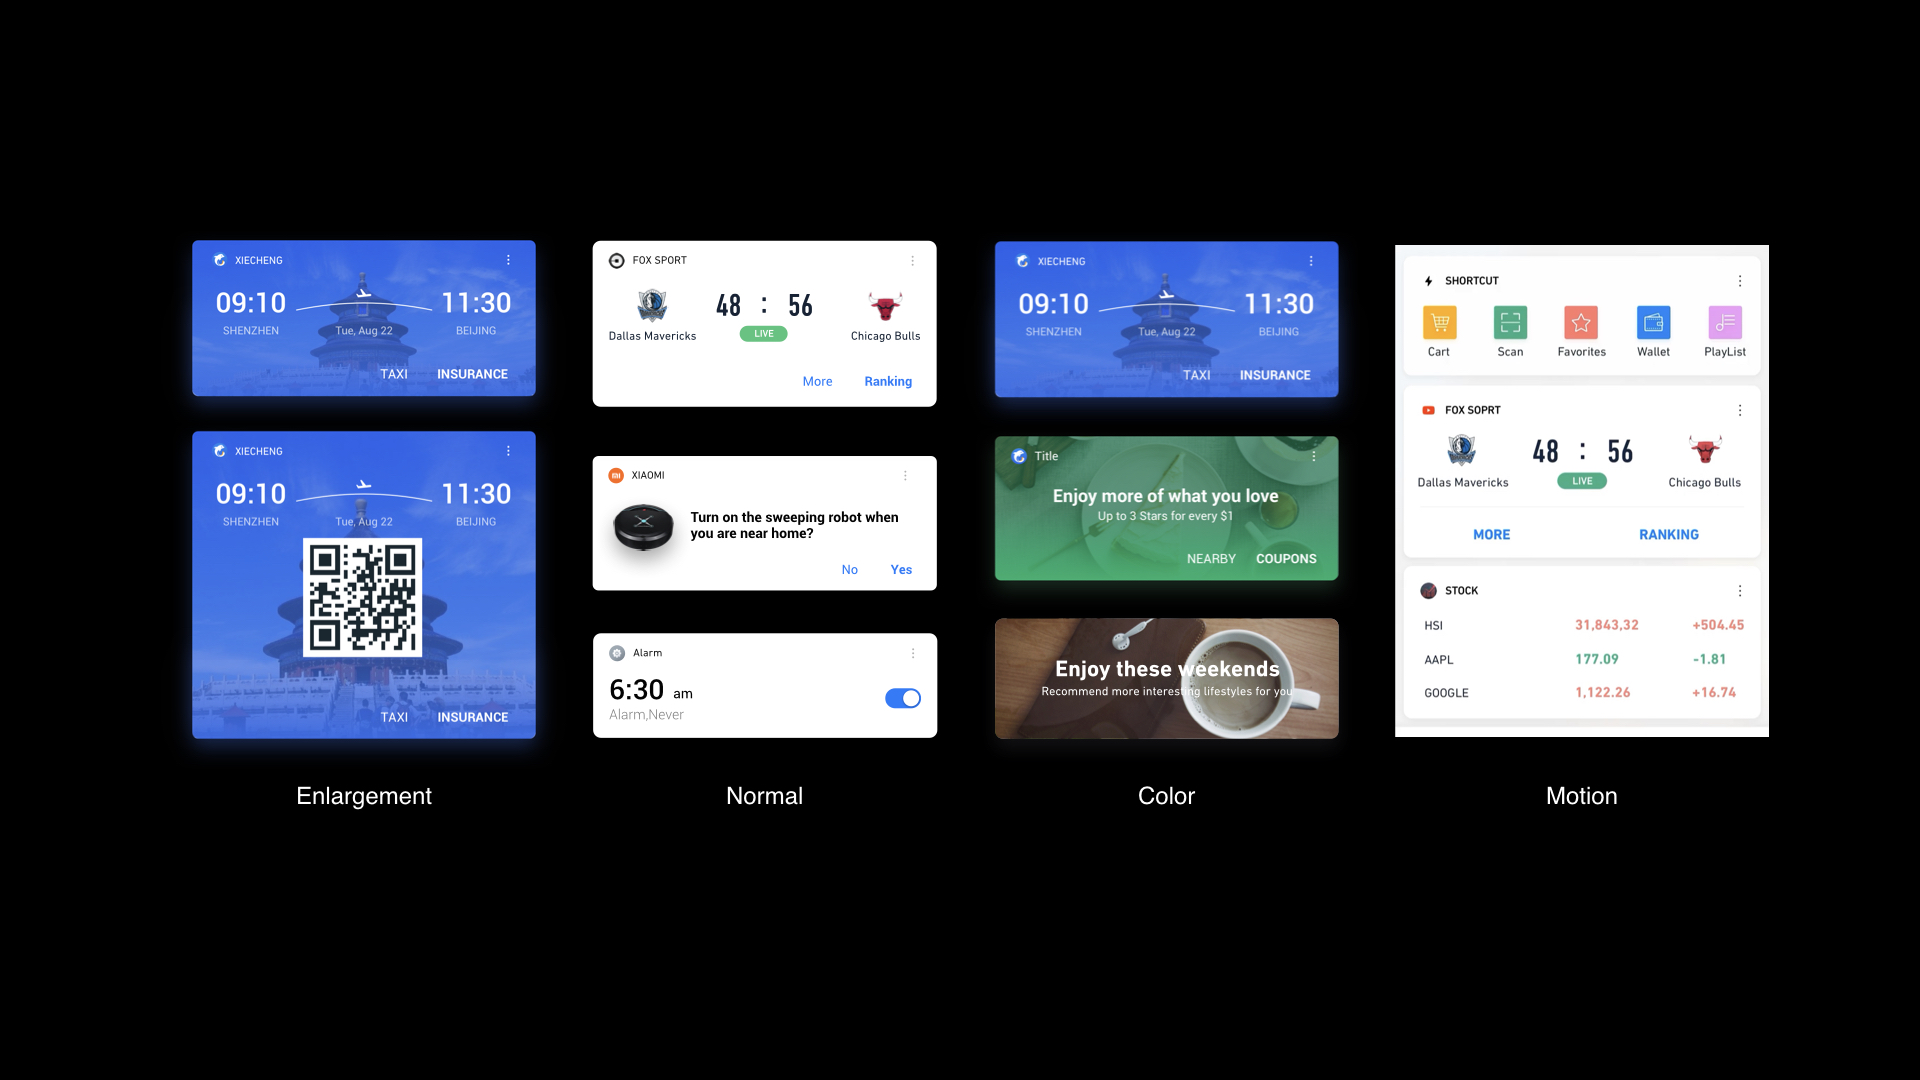 XIECHENG
09:10 11:30
SHENZHEN Tue, Aug 22 BEIJING
TAXI INSURANCE
XIECHENG
09:10 11:30
SHENZHEN Tue, Aug 22 BEIJING
TAXI INSURANCE
Enlargement
FOX SPORT
48 : 56
LIVE
Dallas Mavericks Chicago Bulls
More Ranking
XIAOMI
Turn on the sweeping robot when
you are near home?
No Yes
Alarm
6:30 am
Alarm,Never
Normal
XIECHENG
09:10 11:30
SHENZHEN Tue, Aug 22 BEIJING
TAXI INSURANCE
Title
Enjoy more of what you love
Up to 3 Stars for every $1
NEARBY COUPONS
Enjoy these weekends
Recommend more interesting lifestyles for you
Color
SHORTCUT
Cart Scan Favorites Wallet PlayList
FOX SOPRT
48 : 56
LIVE
Dallas Mavericks Chicago Bulls
MORE RANKING
STOCK
HSI 31,843,32 +504.45
AAPL 177.09 -1.81
GOOGLE 1,122.26 +16.74
Motion